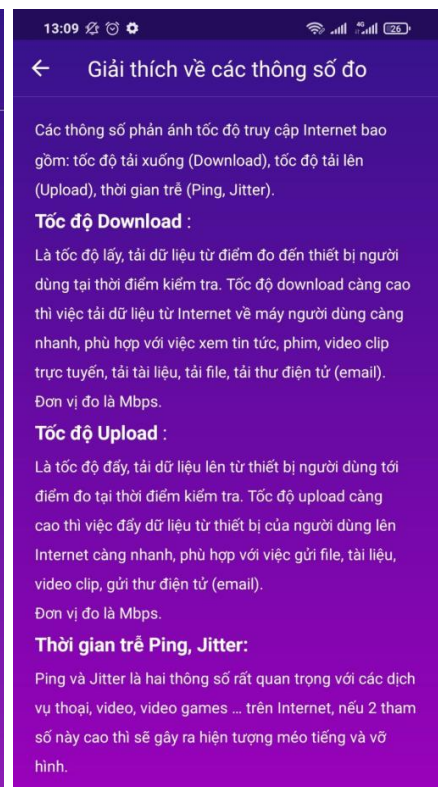 13:09
4G
26
Giải thích về các thông số đo
Các thông số phản ánh tốc độ truy cập Internet bao
gồm: tốc độ tải xuống (Download), tốc độ tải lên
(Upload), thời gian trễ (Ping, Jitter).
Tốc độ Download :
Là tốc độ lấy, tải dữ liệu từ điểm đo đến thiết bị người
dùng tại thời điểm kiểm tra. Tốc độ download càng cao
thì việc tải dữ liệu từ Internet về máy người dùng càng
nhanh, phù hợp với việc xem tin tức, phim, video clip
trực tuyến, tải tài liệu, tải file, tải thư điện tử (email).
Đơn vị đo là Mbps.
Tốc độ Upload :
Là tốc độ đẩy, tải dữ liệu lên từ thiết bị người dùng tới
điểm đo tại thời điểm kiểm tra. Tốc độ upload càng
cao thì việc đẩy dữ liệu từ thiết bị của người dùng lên
Internet càng nhanh, phù hợp với việc gửi file, tài liệu,
video clip, gửi thư điện tử (email).
Đơn vị đo là Mbps.
Thời gian trễ Ping, Jitter:
Ping và Jitter là hai thông số rất quan trọng với các dịch
vụ thoại, video, video games ... trên Internet, nếu 2 tham
số này cao thì sẽ gây ra hiện tượng méo tiếng và vỡ
hình.